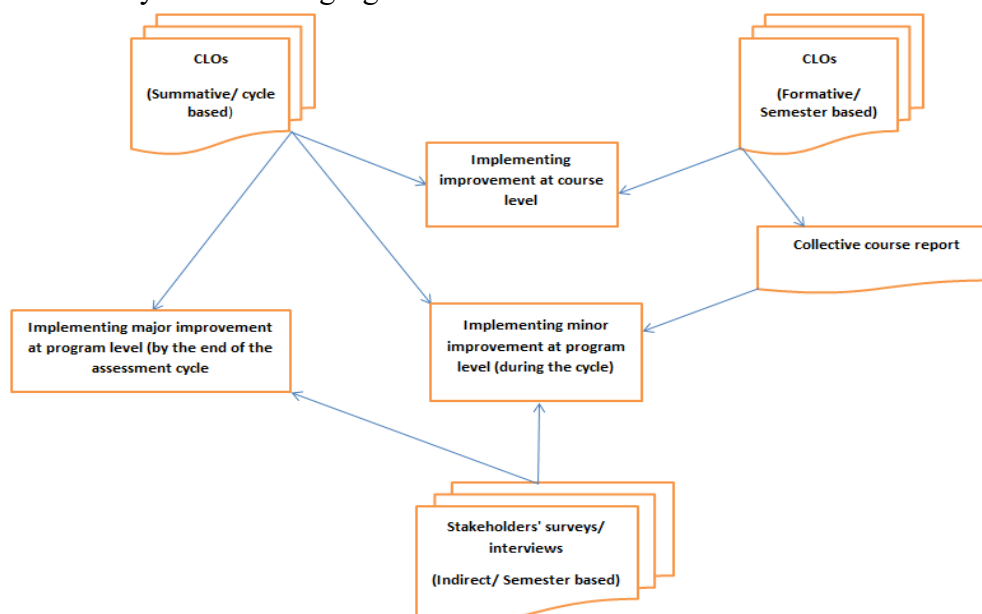 CLOs
(Summative/ cycle
based)
CLOs
(Formative/
Semester based)
Implementing
improvement at course
level
Collective course report
Implementing major improvement
at program level (by the end of the
assessment cycle
Implementing minor
improvement at program
level (during the cycle)
Stakeholders' surveys/
interviews
(Indirect/ Semester based)